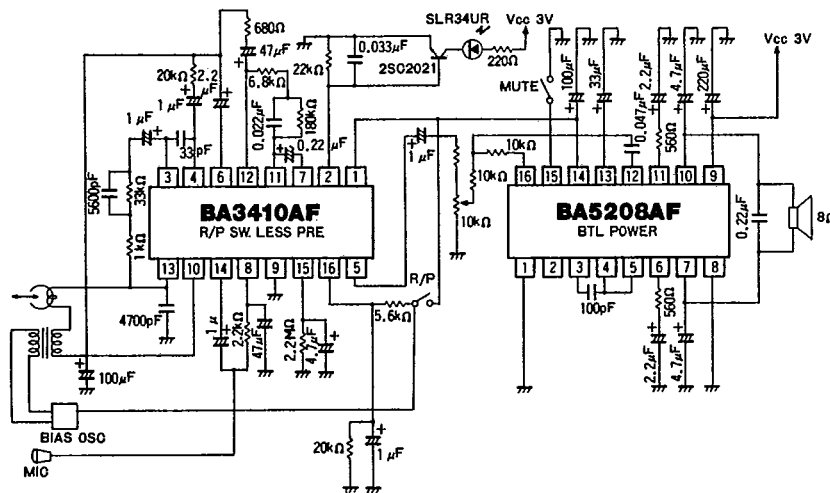 SLR34UR
Vcc 3V
680Ω
47μF
0.033μF
2SC2021
220Ω
22kΩ
20kΩ
2.2
μF
1μF
6.8kΩ
180kΩ
0.022μF
0.22μF
1μF
33pF
5600pF
33kΩ
1kΩ
MUTE
100μF
33μF
0.047μF
2.2μF
560Ω
4.7μF
220μF
Vcc 3V
1μF
10kΩ
10kΩ
10kΩ
3 4 6 12 11 7 2 1
BA3410AF
R/P SW. LESS PRE
13 10 14 8 9 15 16 5
16 15 14 13 12 11 10 9
BA5208AF
BTL POWER
1 2 3 4 5 6 7 8
0.22μF
8Ω
R/P
5.6kΩ
4700pF
2.1μ
2.2kΩ
47μF
2.2MΩ
4.7μF
100pF
560Ω
2.2μF
4.7μF
100μF
BIAS OSC
MIC
20kΩ
1μF